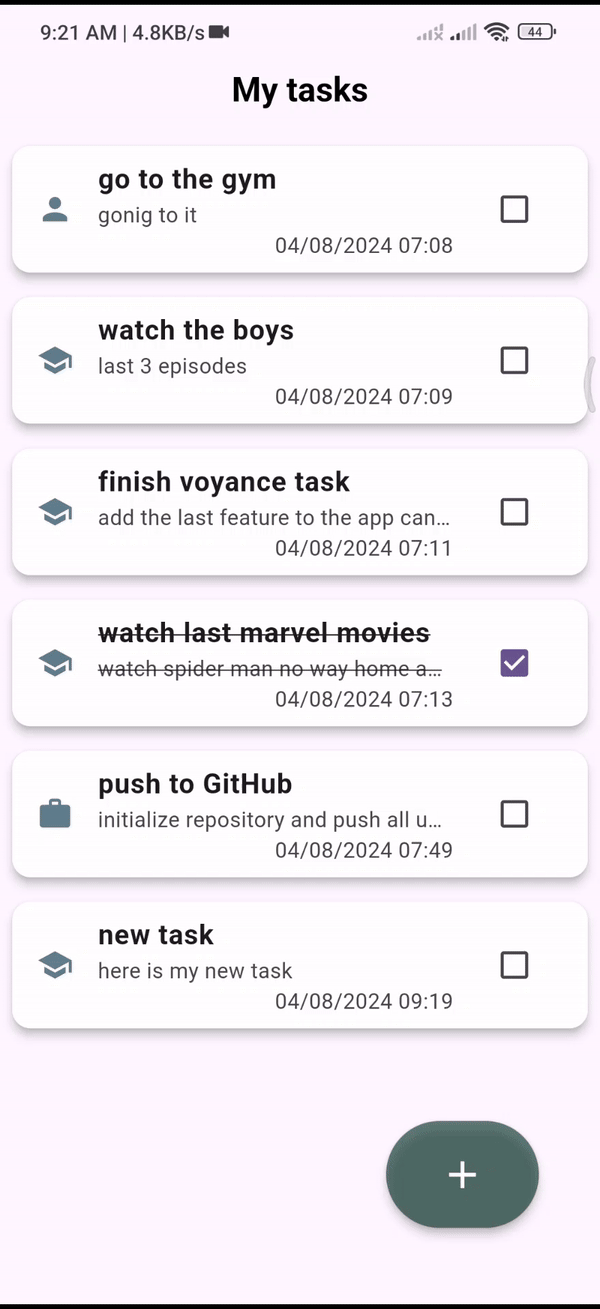 9:21 AM | 4.8KB/s 44
My tasks
go to the gym
gonig to it
04/08/2024 07:08
watch the boys
last 3 episodes
04/08/2024 07:09
finish voyance task
add the last feature to the app can…
04/08/2024 07:11
watch last marvel movies
watch spider man no way home a…
04/08/2024 07:13
push to GitHub
initialize repository and push all u…
04/08/2024 07:49
new task
here is my new task
04/08/2024 09:19